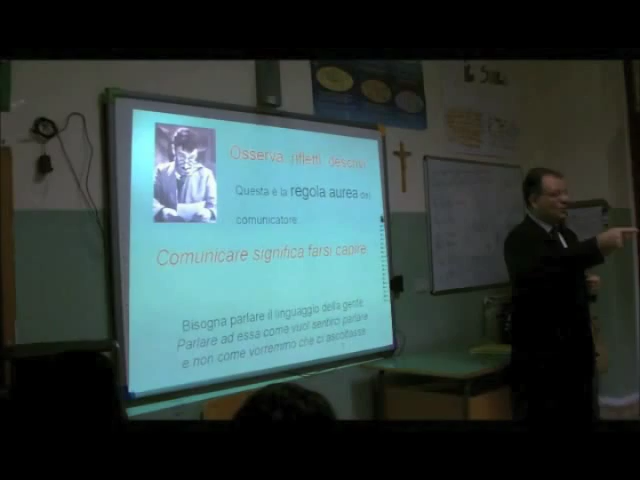 Osserva rifletti descrivi
Questa è la regola aurea del
comunicatore.
Comunicare significa farsi capire.
Bisogna parlare il linguaggio della gente
Parlare ad essa come vuol sentirci parlare
e non come vorremmo che ci ascoltasse.